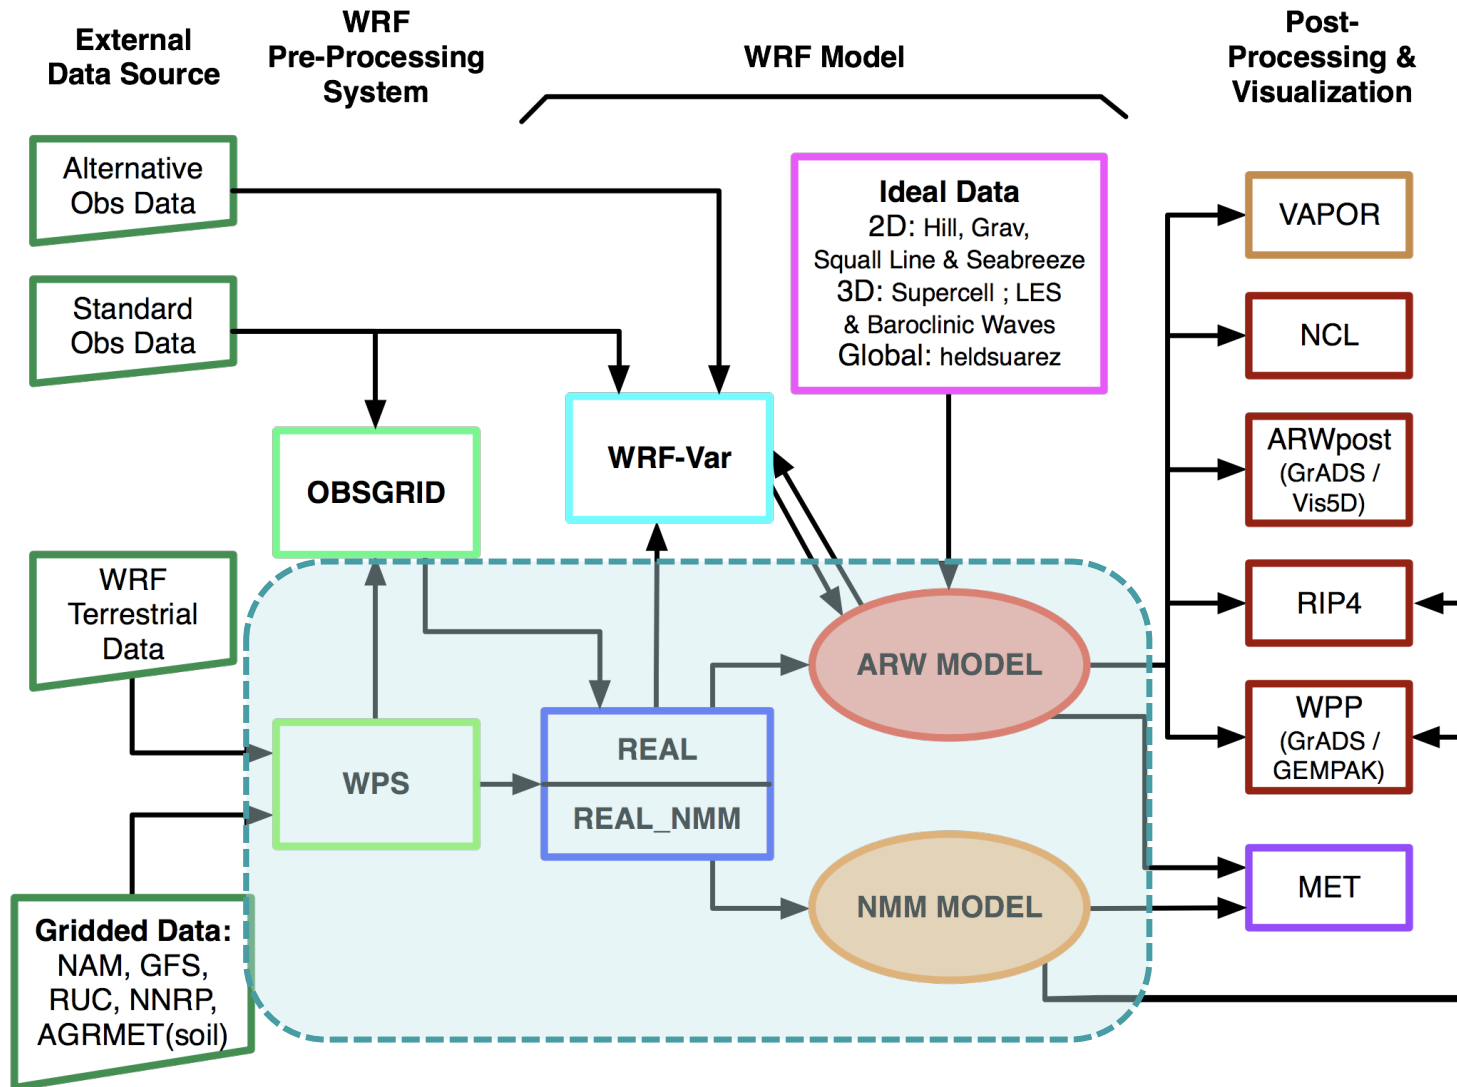 External
Data Source
WRF
Pre-Processing
System
WRF Model
Post-
Processing &
Visualization
Alternative
Obs Data
Standard
Obs Data
WRF
Terrestrial
Data
Gridded Data:
NAM, GFS,
RUC, NNRP,
AGRMET(soil)
OBSGRID
WPS
WRF-Var
REAL
REAL_NMM
Ideal Data
2D: Hill, Grav,
Squall Line & Seabreeze
3D: Supercell ; LES
& Baroclinic Waves
Global: heldsuarez
ARW MODEL
NMM MODEL
VAPOR
NCL
ARWpost
(GrADS /
Vis5D)
RIP4
WPP
(GrADS /
GEMPAK)
MET